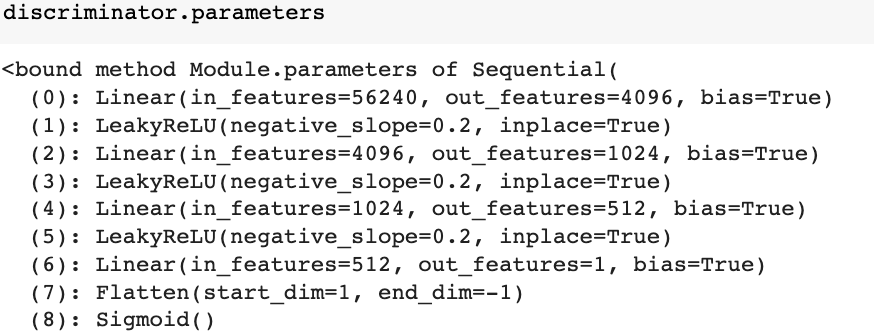 discriminator.parameters
<bound method Module.parameters of Sequential(
(0): Linear(in_features=56240, out_features=4096, bias=True)
(1): LeakyReLU(negative_slope=0.2, inplace=True)
(2): Linear(in_features=4096, out_features=1024, bias=True)
(3): LeakyReLU(negative_slope=0.2, inplace=True)
(4): Linear(in_features=1024, out_features=512, bias=True)
(5): LeakyReLU(negative_slope=0.2, inplace=True)
(6): Linear(in_features=512, out_features=1, bias=True)
(7): Flatten(start_dim=1, end_dim=-1)
(8): Sigmoid()